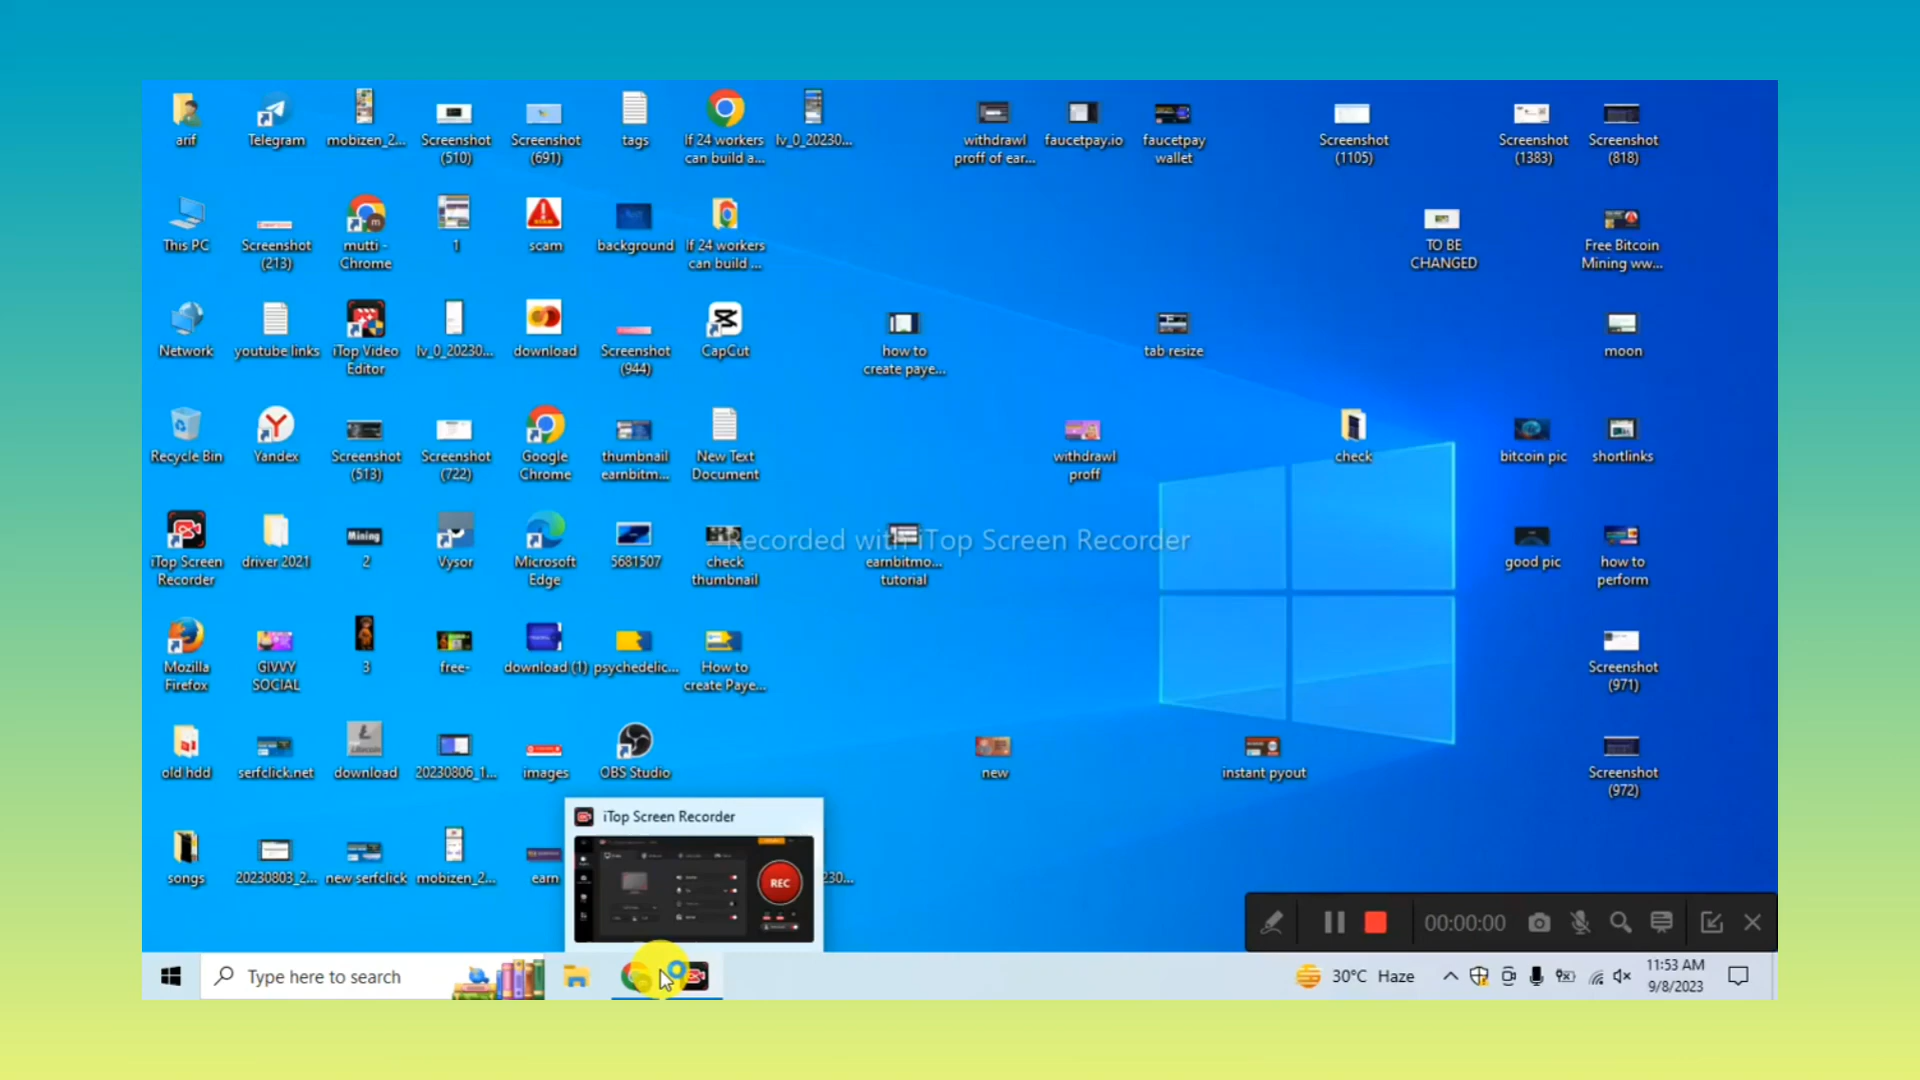 arif
Telegram
mobizen_2...
Screenshot
(510)
Screenshot
(691)
tags
If 24 workers
can build a...
lv_0_20230...
withdrawl
proff of ear...
faucetpay.io
faucetpay
wallet
Screenshot
(1105)
Screenshot
(1383)
Screenshot
(818)
This PC
Screenshot
(213)
mutti -
Chrome
1
scam
background
If 24 workers
can build ...
TO BE
CHANGED
Free Bitcoin
Mining ww...
Network
youtube links
iTop Video
Editor
lv_0_20230...
download
Screenshot
(944)
CapCut
how to
create paye...
tab resize
moon
Recycle Bin
Yandex
Screenshot
(513)
Screenshot
(722)
Google
Chrome
thumbnail
earnbitm...
New Text
Document
withdrawl
proff
check
bitcoin pic
shortlinks
iTop Screen
Recorder
driver 2021
Mining
2
Vysor
Microsoft
Edge
5681507
check
thumbnail
Recorded with iTop Screen Recorder
earnbitmo...
tutorial
good pic
how to
perform
Mozilla
Firefox
GIVVY
SOCIAL
3
free-
download (1)
psychedelic...
How to
create Paye...
Screenshot
(971)
old hdd
serfclick.net
download
20230806_1...
images
OBS Studio
new
instant pyout
Screenshot
(972)
iTop Screen Recorder
REC
songs
20230803_2...
new serfclick
mobizen_2...
earn
230...
00:00:00
Type here to search
30°C Haze
11:53 AM
9/8/2023